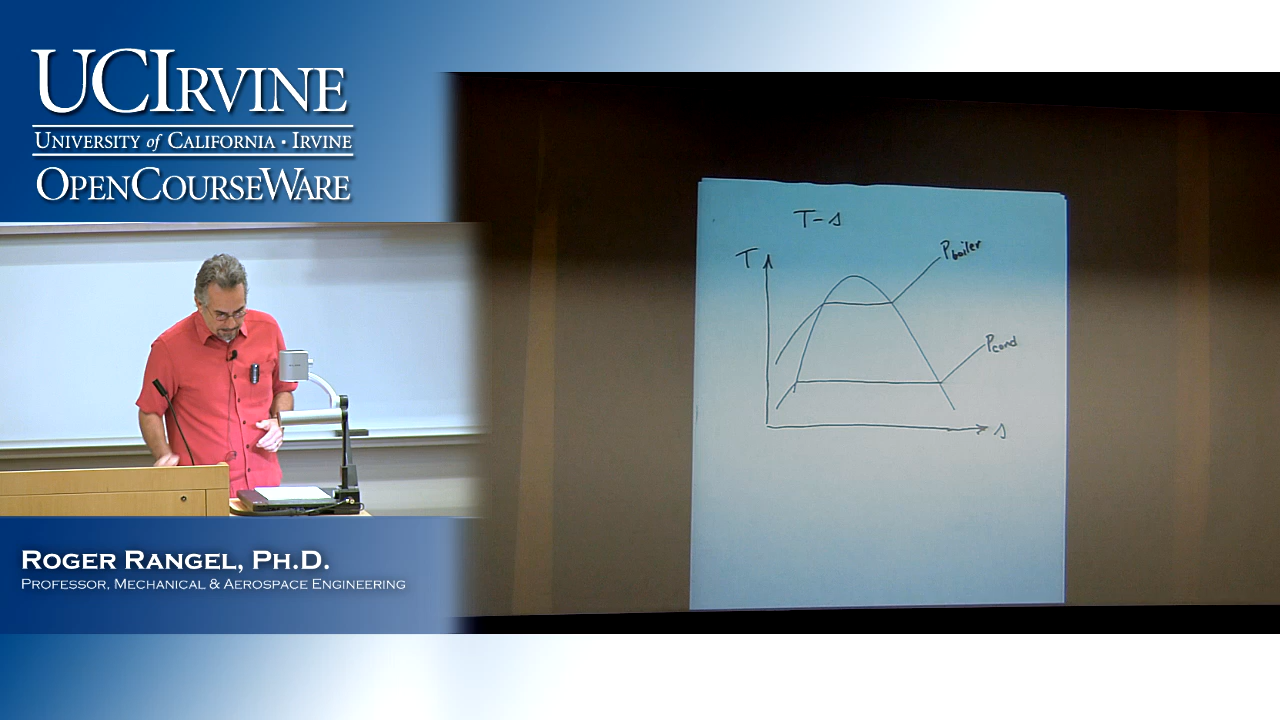 UCIRVINE
UNIVERSITY of CALIFORNIA · IRVINE
OPENCOURSEWARE
T-s
T
Pboiler
Pcond
s
ROGER RANGEL, PH.D.
PROFESSOR, MECHANICAL & AEROSPACE ENGINEERING